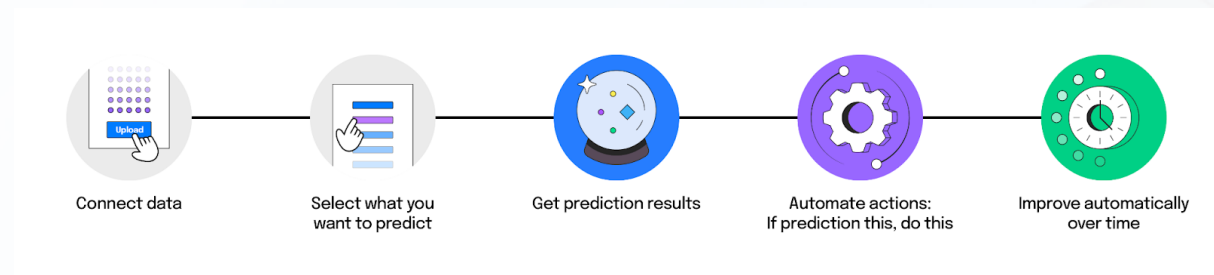 Upload
Connect data
Select what you
want to predict
Get prediction results
Automate actions:
If prediction this, do this
Improve automatically
over time